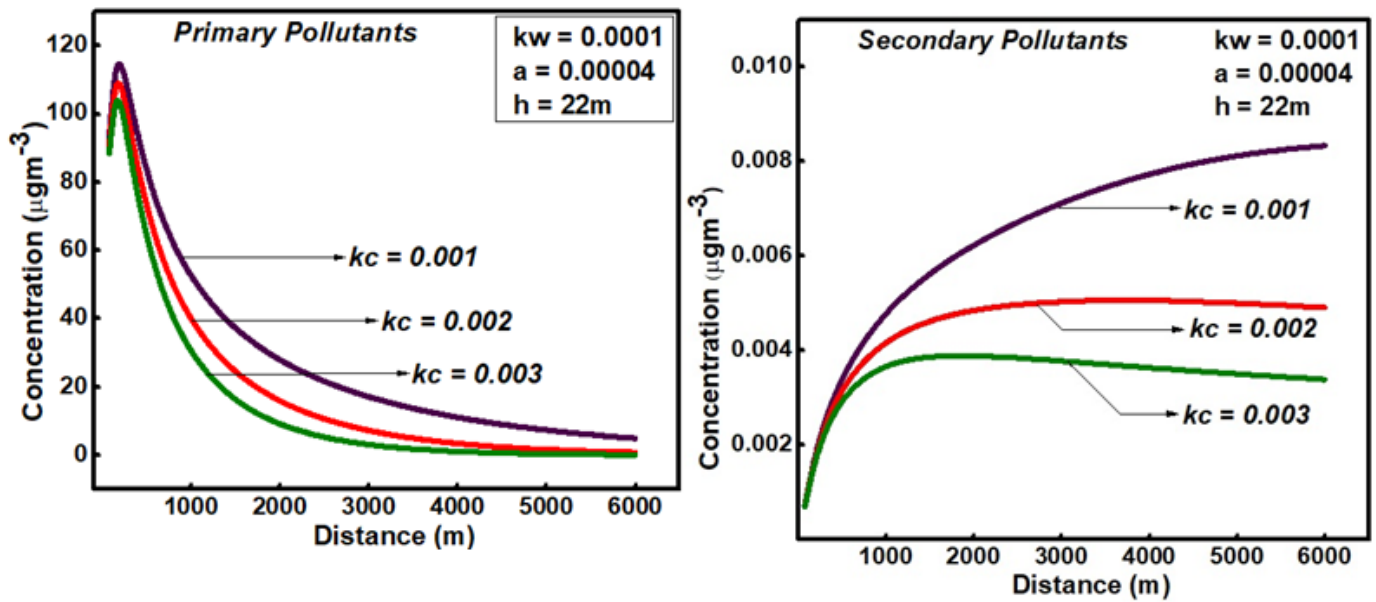 Primary Pollutants
kw = 0.0001
a = 0.00004
h = 22m
120
100
80
60
40
20
0
Concentration (μgm-3)
kc = 0.001
kc = 0.002
kc = 0.003
1000 2000 3000 4000 5000 6000
Distance (m)
Secondary Pollutants
kw = 0.0001
a = 0.00004
h = 22m
0.010
0.008
0.006
0.004
0.002
Concentration (μgm-3)
kc = 0.001
kc = 0.002
kc = 0.003
1000 2000 3000 4000 5000 6000
Distance (m)